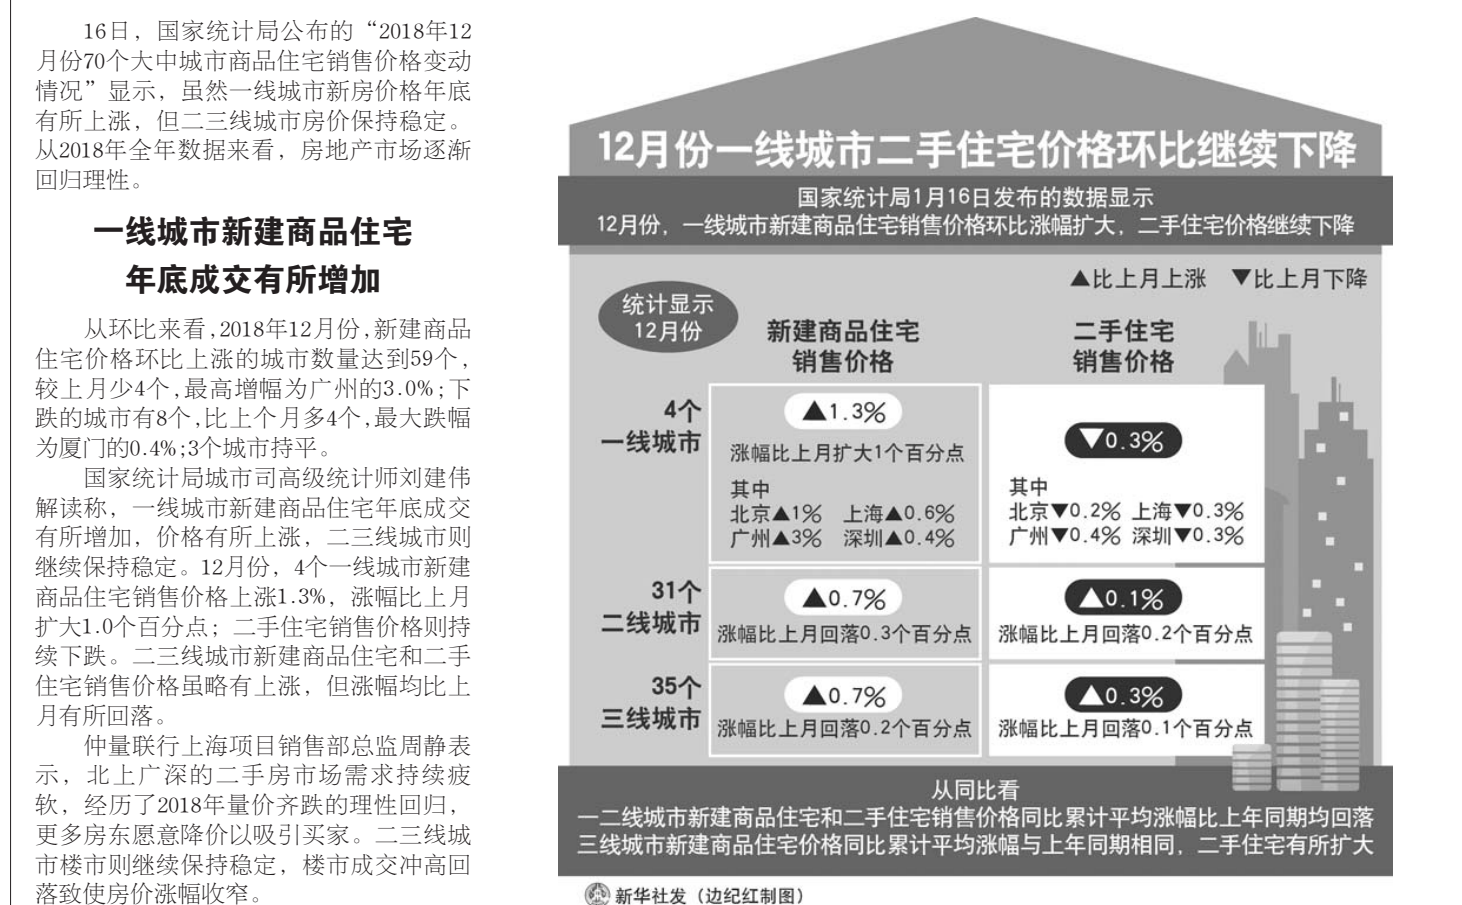 16日，国家统计局公布的“2018年12
月份70个大中城市商品住宅销售价格变动
情况”显示，虽然一线城市新房价格年底
有所上涨，但二三线城市房价保持稳定。
从2018年全年数据来看，房地产市场逐渐
回归理性。
一线城市新建商品住宅
年底成交有所增加
从环比来看，2018年12月份，新建商品
住宅价格环比上涨的城市数量达到59个，
较上月少4个，最高增幅为广州的3.0%；下
跌的城市有8个，比上个月多4个，最大跌幅
为厦门的0.4%；3个城市持平。
国家统计局城市司高级统计师刘建伟
解读称，一线城市新建商品住宅年底成交
有所增加，价格有所上涨，二三线城市则
继续保持稳定。12月份，4个一线城市新建
商品住宅销售价格上涨1.3%，涨幅比上月
扩大1.0个百分点；二手住宅销售价格则持
续下跌。二三线城市新建商品住宅和二手
住宅销售价格虽略有上涨，但涨幅均比上
月有所回落。
仲量联行上海项目销售部总监周静表
示，北上广深的二手房市场需求持续疲
软，经历了2018年量价齐跌的理性回归，
更多房东愿意降价以吸引买家。二三线城
市楼市则继续保持稳定，楼市成交冲高回
落致使房价涨幅收窄。
12月份一线城市二手住宅价格环比继续下降
国家统计局1月16日发布的数据显示
12月份，一线城市新建商品住宅销售价格环比涨幅扩大，二手住宅价格继续下降
▲比上月上涨 ▼比上月下降
统计显示
12月份
新建商品住宅
销售价格
二手住宅
销售价格
4个
一线城市
▲1.3%
涨幅比上月扩大1个百分点
其中
北京▲1% 上海▲0.6%
广州▲3% 深圳▲0.4%
▼0.3%
其中
北京▼0.2% 上海▼0.3%
广州▼0.4% 深圳▼0.3%
31个
二线城市
▲0.7%
涨幅比上月回落0.3个百分点
▲0.1%
涨幅比上月回落0.2个百分点
35个
三线城市
▲0.7%
涨幅比上月回落0.2个百分点
▲0.3%
涨幅比上月回落0.1个百分点
从同比看
一二线城市新建商品住宅和二手住宅销售价格同比累计平均涨幅比上年同期均回落
三线城市新建商品住宅价格同比累计平均涨幅与上年同期相同，二手住宅有所扩大
新华社发（边纪红制图）